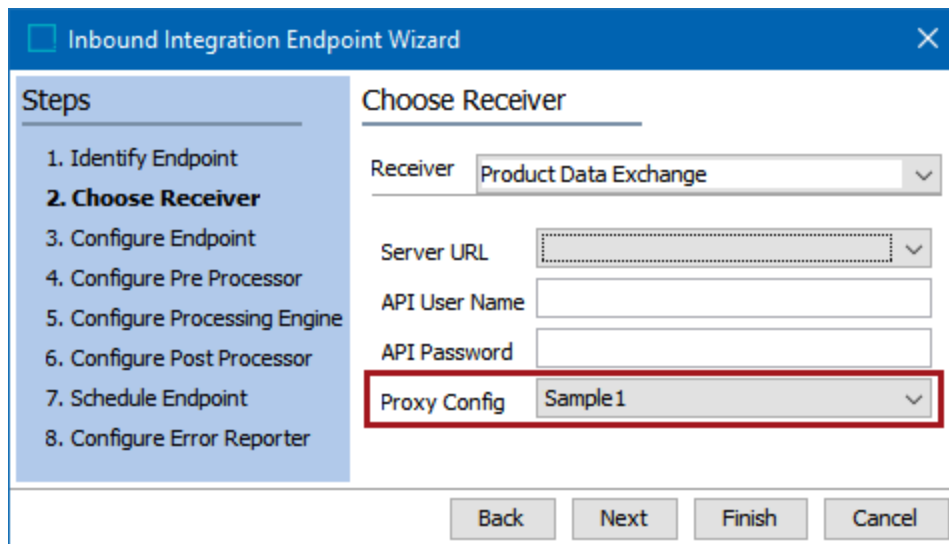 Inbound Integration Endpoint Wizard
Steps
1. Identify Endpoint
2. Choose Receiver
3. Configure Endpoint
4. Configure Pre Processor
5. Configure Processing Engine
6. Configure Post Processor
7. Schedule Endpoint
8. Configure Error Reporter
Choose Receiver
Receiver Product Data Exchange
Server URL
API User Name
API Password
Proxy Config Sample1
Back Next Finish Cancel